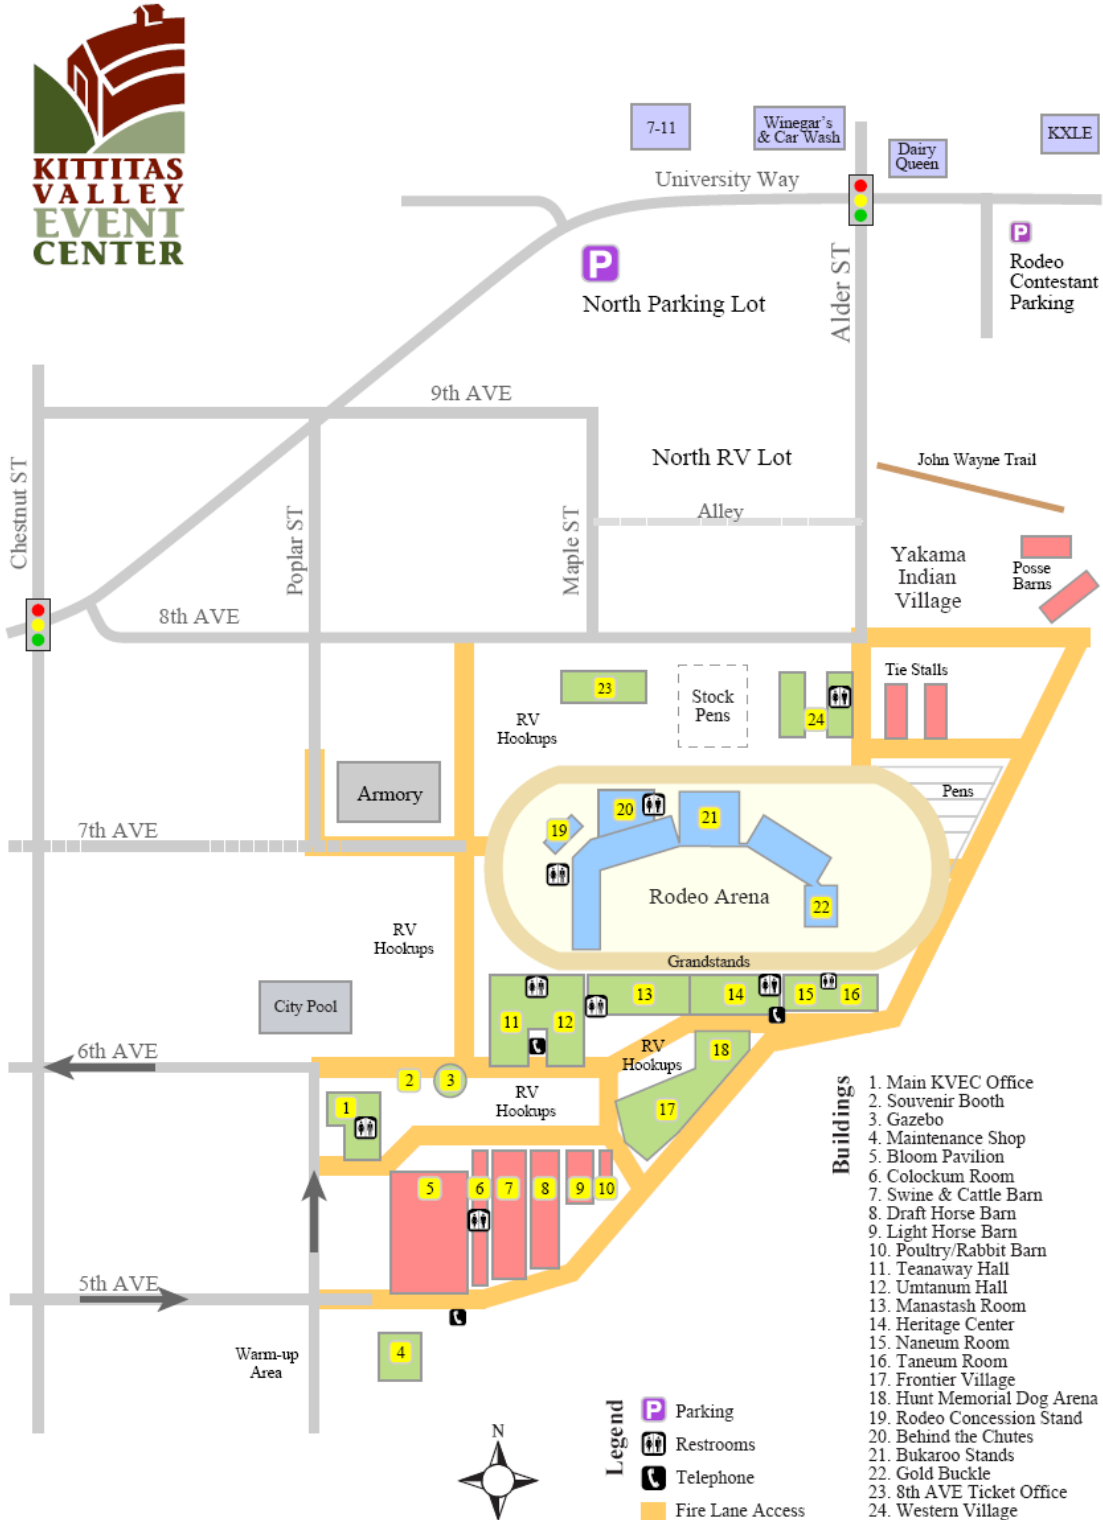 KITTITAS
VALLEY
EVENT
CENTER
7-11
Winegar's
& Car Wash
Dairy
Queen
KXLE
University Way
P
North Parking Lot
Alder ST
P
Rodeo
Contestant
Parking
9th AVE
Chestnut ST
Poplar ST
Maple ST
North RV Lot
Alley
John Wayne Trail
Yakama
Indian
Village
Posse
Barns
8th AVE
23
RV
Hookups
Stock
Pens
24
Tie Stalls
Armory
7th AVE
Pens
19
20
21
22
Rodeo Arena
RV
Hookups
Grandstands
City Pool
11
12
13
14
15
16
6th AVE
2
3
RV
Hookups
RV
Hookups
18
17
1
5
6
7
8
9
10
5th AVE
Warm-up
Area
4
Buildings
1. Main KVEC Office
2. Souvenir Booth
3. Gazebo
4. Maintenance Shop
5. Bloom Pavilion
6. Colockum Room
7. Swine & Cattle Barn
8. Draft Horse Barn
9. Light Horse Barn
10. Poultry/Rabbit Barn
11. Teanaway Hall
12. Umtanum Hall
13. Manastash Room
14. Heritage Center
15. Naneum Room
16. Taneum Room
17. Frontier Village
18. Hunt Memorial Dog Arena
19. Rodeo Concession Stand
20. Behind the Chutes
21. Bukaroo Stands
22. Gold Buckle
23. 8th AVE Ticket Office
24. Western Village
N
Legend
P Parking
Restrooms
Telephone
Fire Lane Access